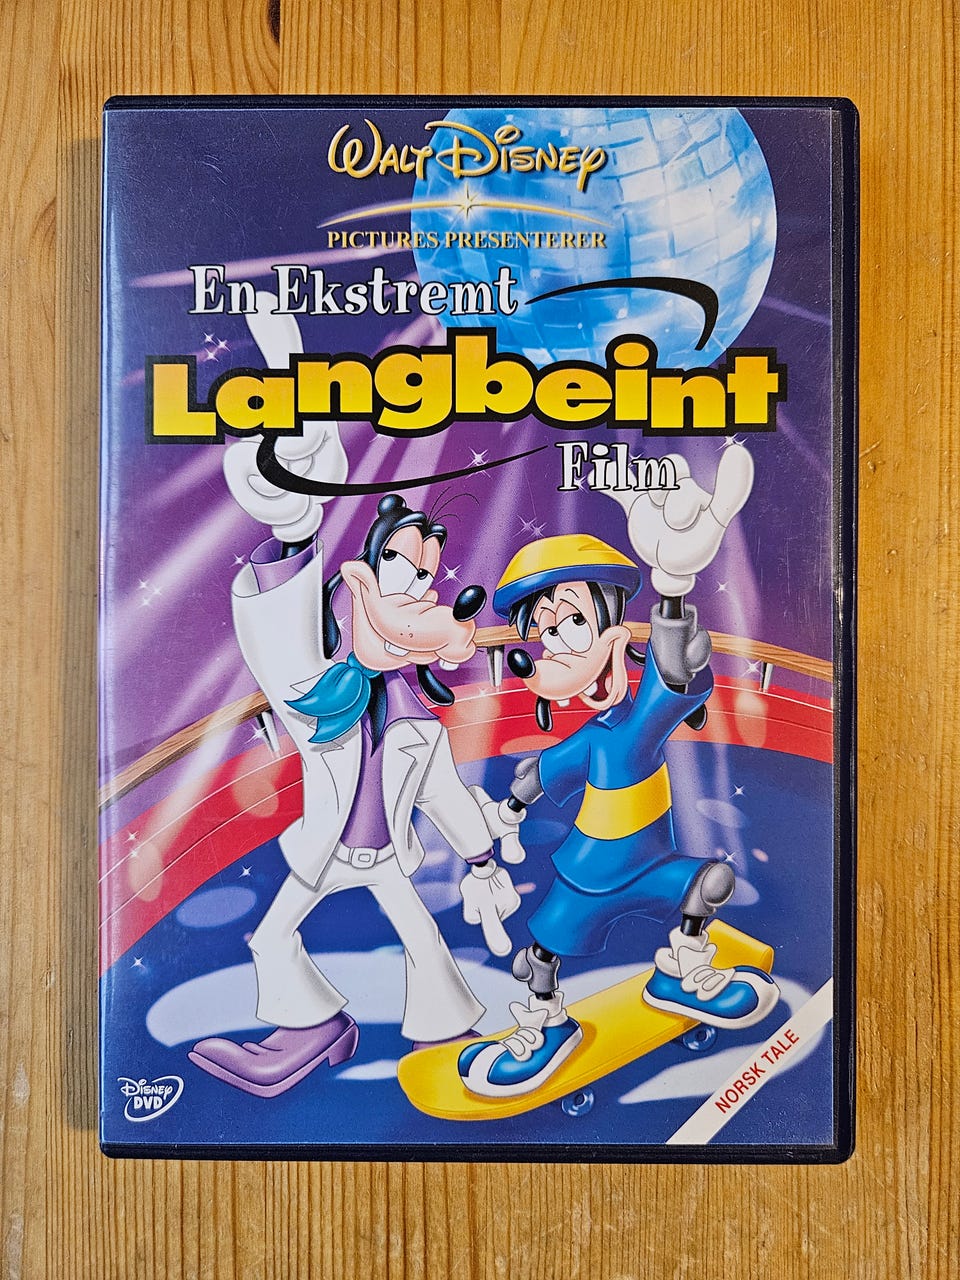 WALT DISNEY
PICTURES PRESENTERER
En Ekstremt
Langbeint
Film
NORSK TALE
DISNEY
DVD